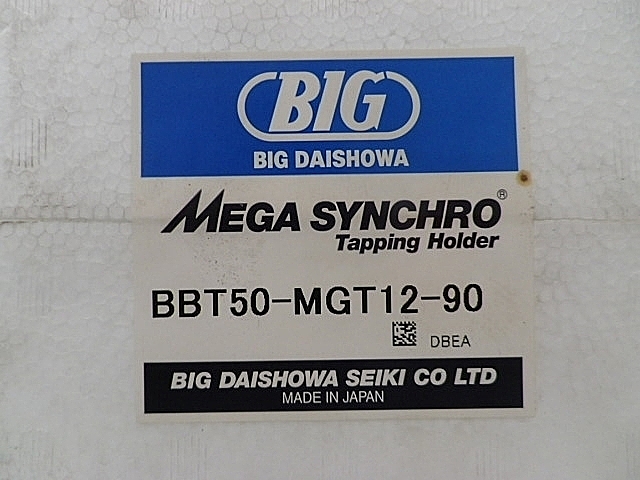 BIG
BIG DAISHOWA
MEGA SYNCHRO®
Tapping Holder
BBT50-MGT12-90
DBEA
BIG DAISHOWA SEIKI CO LTD
MADE IN JAPAN